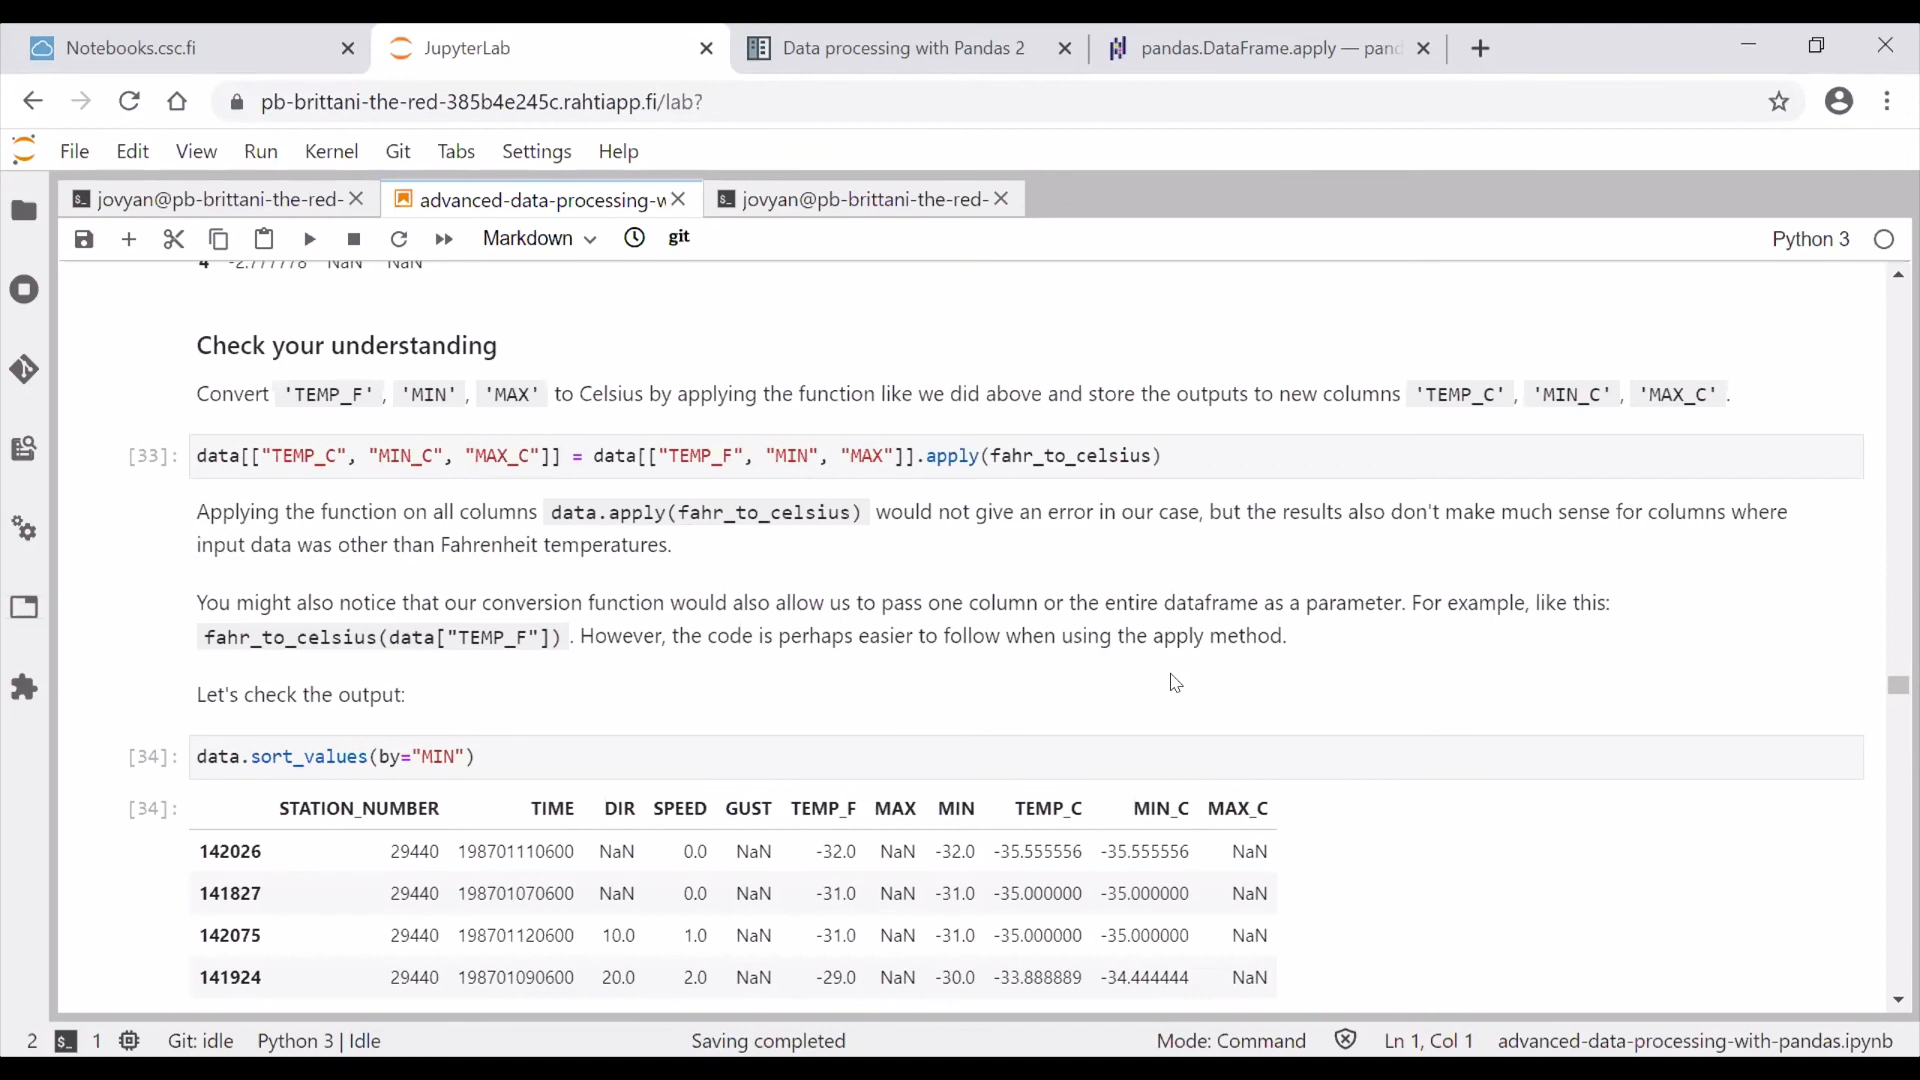 Notebooks.csc.fi
JupyterLab
Data processing with Pandas 2
pandas.DataFrame.apply — pand
pb-brittani-the-red-385b4e245c.rahtiapp.fi/lab?
File Edit View Run Kernel Git Tabs Settings Help
jovyan@pb-brittani-the-red-
advanced-data-processing-w
jovyan@pb-brittani-the-red-
Markdown
git
Python 3
4 -2.777778 NaN NaN
Check your understanding
Convert 'TEMP_F', 'MIN', 'MAX' to Celsius by applying the function like we did above and store the outputs to new columns 'TEMP_C', 'MIN_C', 'MAX_C'.
[33]: data[["TEMP_C", "MIN_C", "MAX_C"]] = data[["TEMP_F", "MIN", "MAX"]].apply(fahr_to_celsius)
Applying the function on all columns data.apply(fahr_to_celsius) would not give an error in our case, but the results also don't make much sense for columns where
input data was other than Fahrenheit temperatures.
You might also notice that our conversion function would also allow us to pass one column or the entire dataframe as a parameter. For example, like this:
fahr_to_celsius(data["TEMP_F"]). However, the code is perhaps easier to follow when using the apply method.
Let's check the output:
[34]: data.sort_values(by="MIN")
[34]: STATION_NUMBER TIME DIR SPEED GUST TEMP_F MAX MIN TEMP_C MIN_C MAX_C
142026 29440 198701110600 NaN 0.0 NaN -32.0 NaN -32.0 -35.555556 -35.555556 NaN
141827 29440 198701070600 NaN 0.0 NaN -31.0 NaN -31.0 -35.000000 -35.000000 NaN
142075 29440 198701120600 10.0 1.0 NaN -31.0 NaN -31.0 -35.000000 -35.000000 NaN
141924 29440 198701090600 20.0 2.0 NaN -29.0 NaN -30.0 -33.888889 -34.444444 NaN
2 $_ 1 Git: idle Python 3 | Idle Saving completed Mode: Command Ln 1, Col 1 advanced-data-processing-with-pandas.ipynb